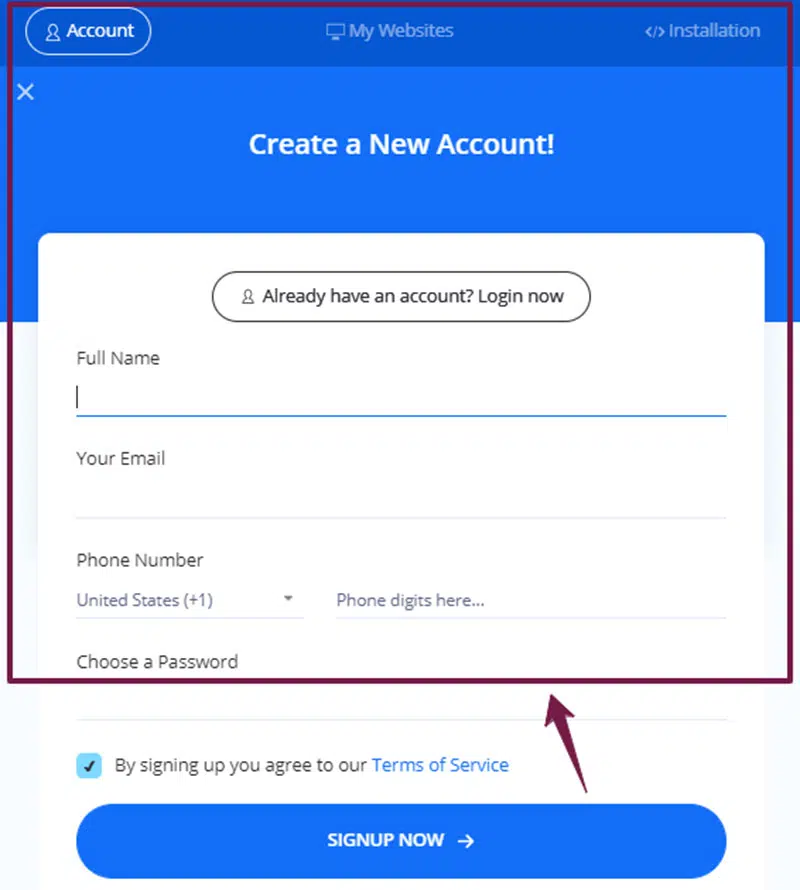 Account
My Websites
</> Installation
Create a New Account!
Already have an account? Login now
Full Name
Your Email
Phone Number
United States (+1)
Phone digits here...
Choose a Password
By signing up you agree to our Terms of Service
SIGNUP NOW →